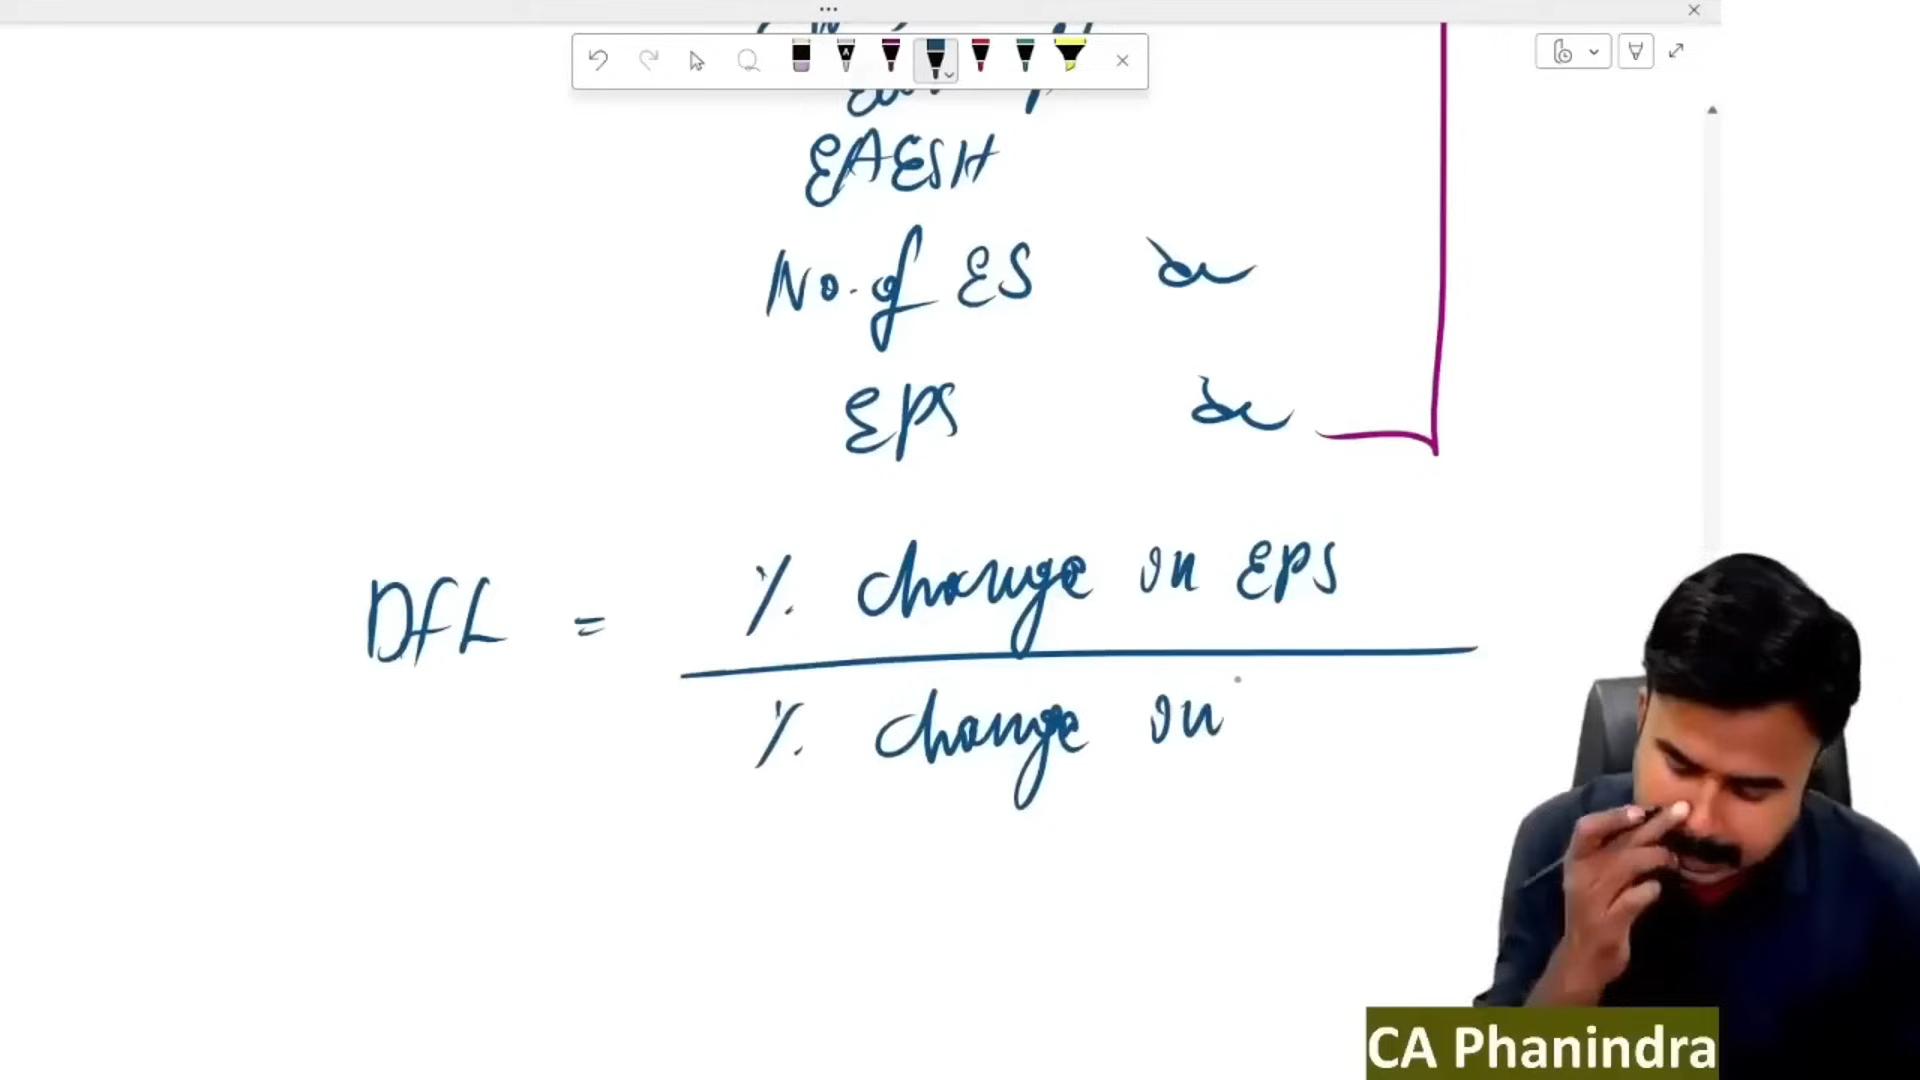 EAESH
No. of ES
EPS
DFL = % change in EPS
% change in
CA Phanindra